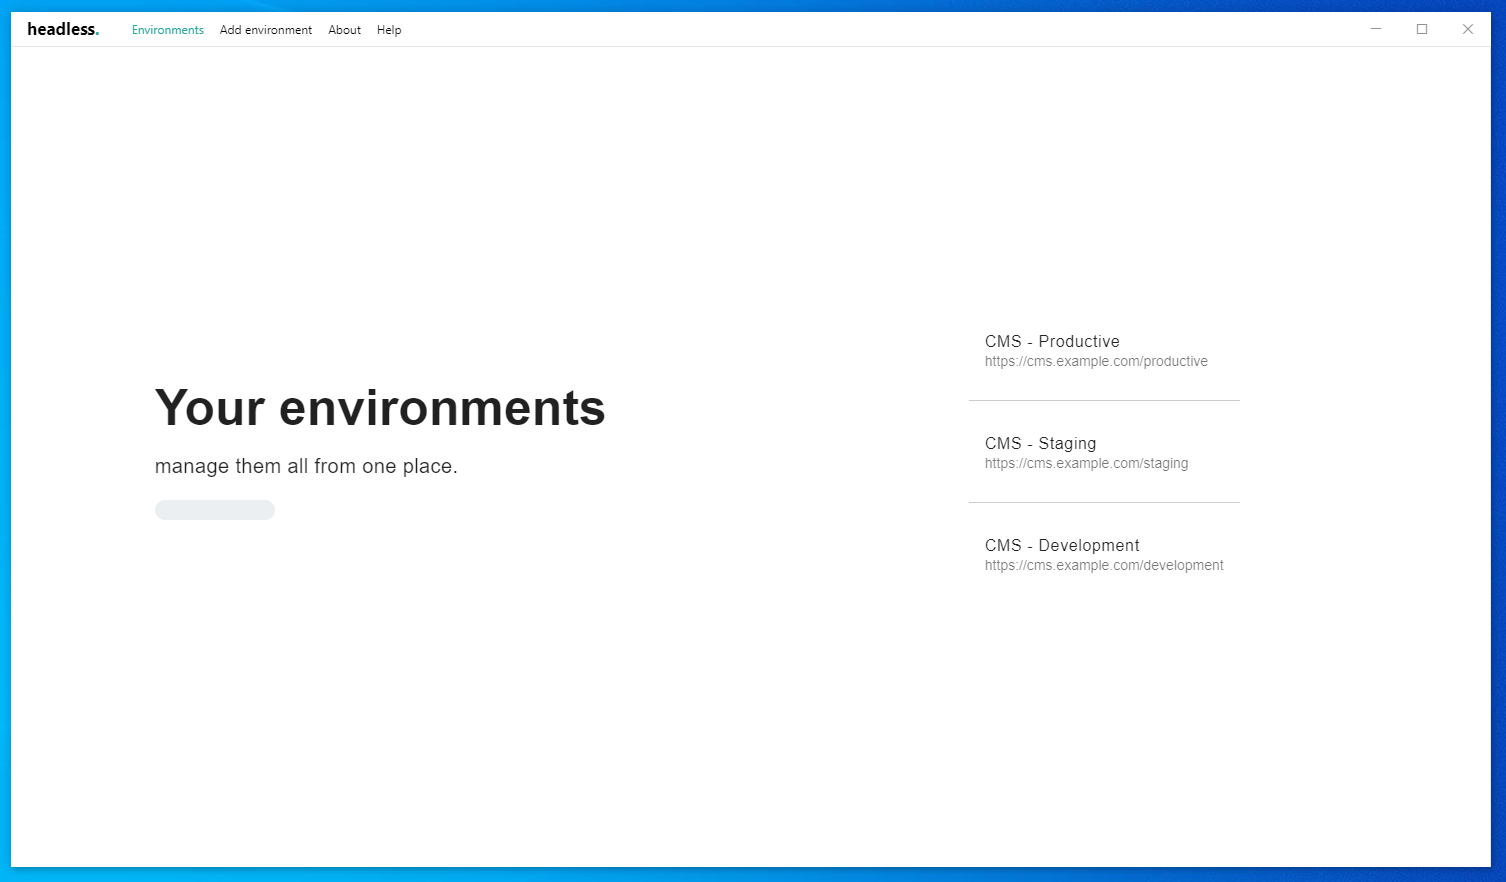 headless.
Environments
Add environment
About
Help
Your environments
manage them all from one place.
CMS - Productive
https://cms.example.com/productive
CMS - Staging
https://cms.example.com/staging
CMS - Development
https://cms.example.com/development